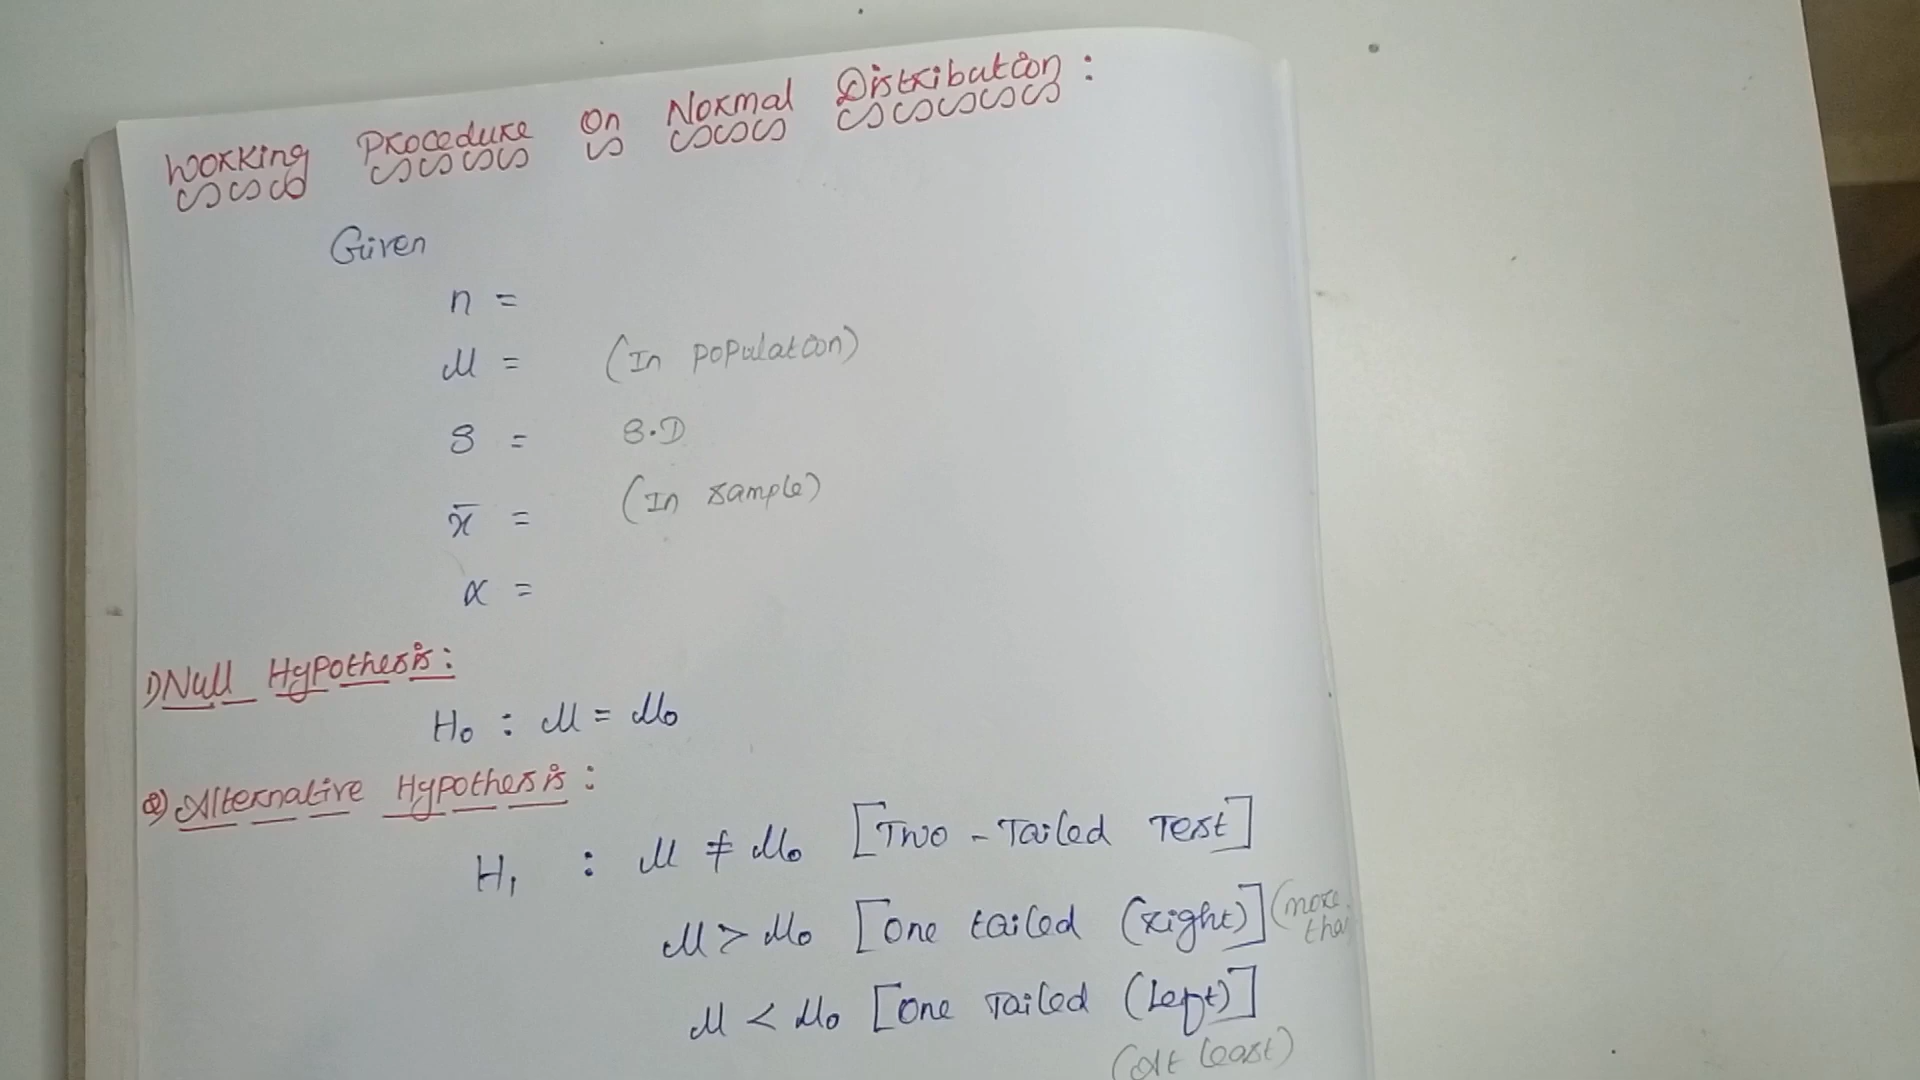 Working Procedure On Normal Distribution :
Given
n =
μ = (In population)
S = S.D
x̄ = (In sample)
α =
1) Null Hypothesis :
H₀ : μ = μ₀
2) Alternative Hypothesis :
H₁ : μ ≠ μ₀ [Two - Tailed Test]
μ > μ₀ [One tailed (right)] (more
tha
μ < μ₀ [One Tailed (Left)]
(At least)